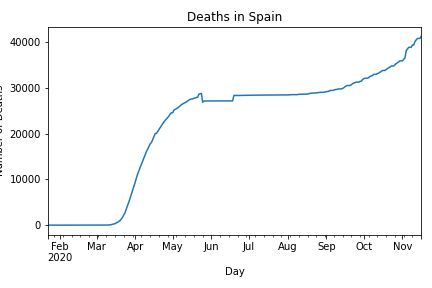 Deaths in Spain
40000
30000
20000
10000
0
Number of Deaths
Feb Mar Apr May Jun Jul Aug Sep Oct Nov
2020
Day